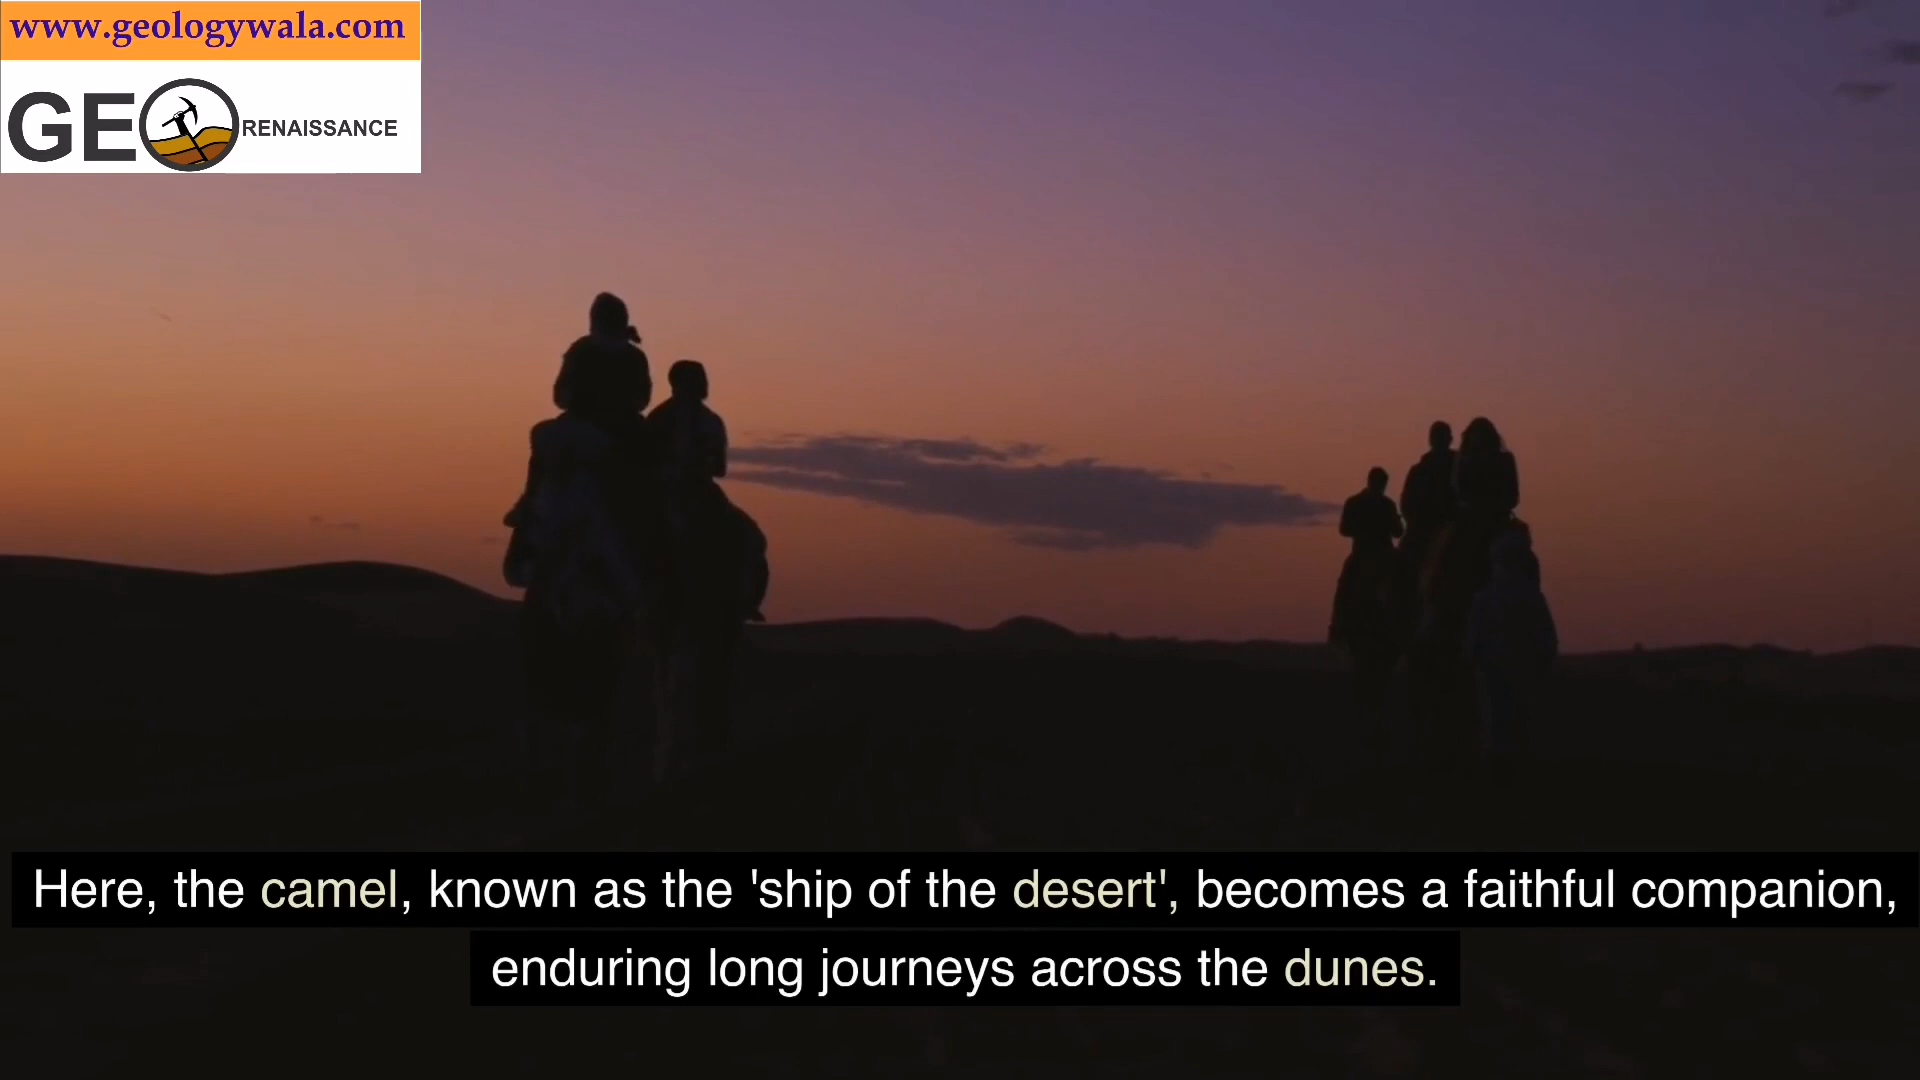 www.geologywala.com
GEO RENAISSANCE
Here, the camel, known as the 'ship of the desert', becomes a faithful companion,
enduring long journeys across the dunes.